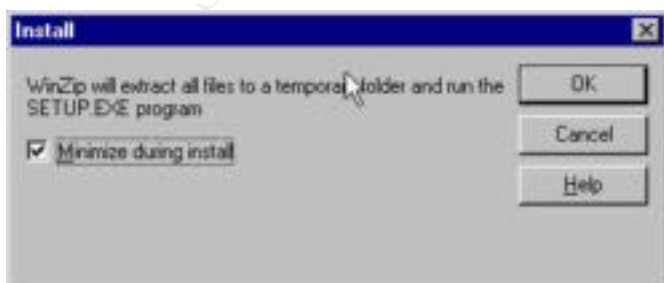 Install
WinZip will extract all files to a temporary folder and run the
SETUP.EXE program
Minimize during install
OK
Cancel
Help